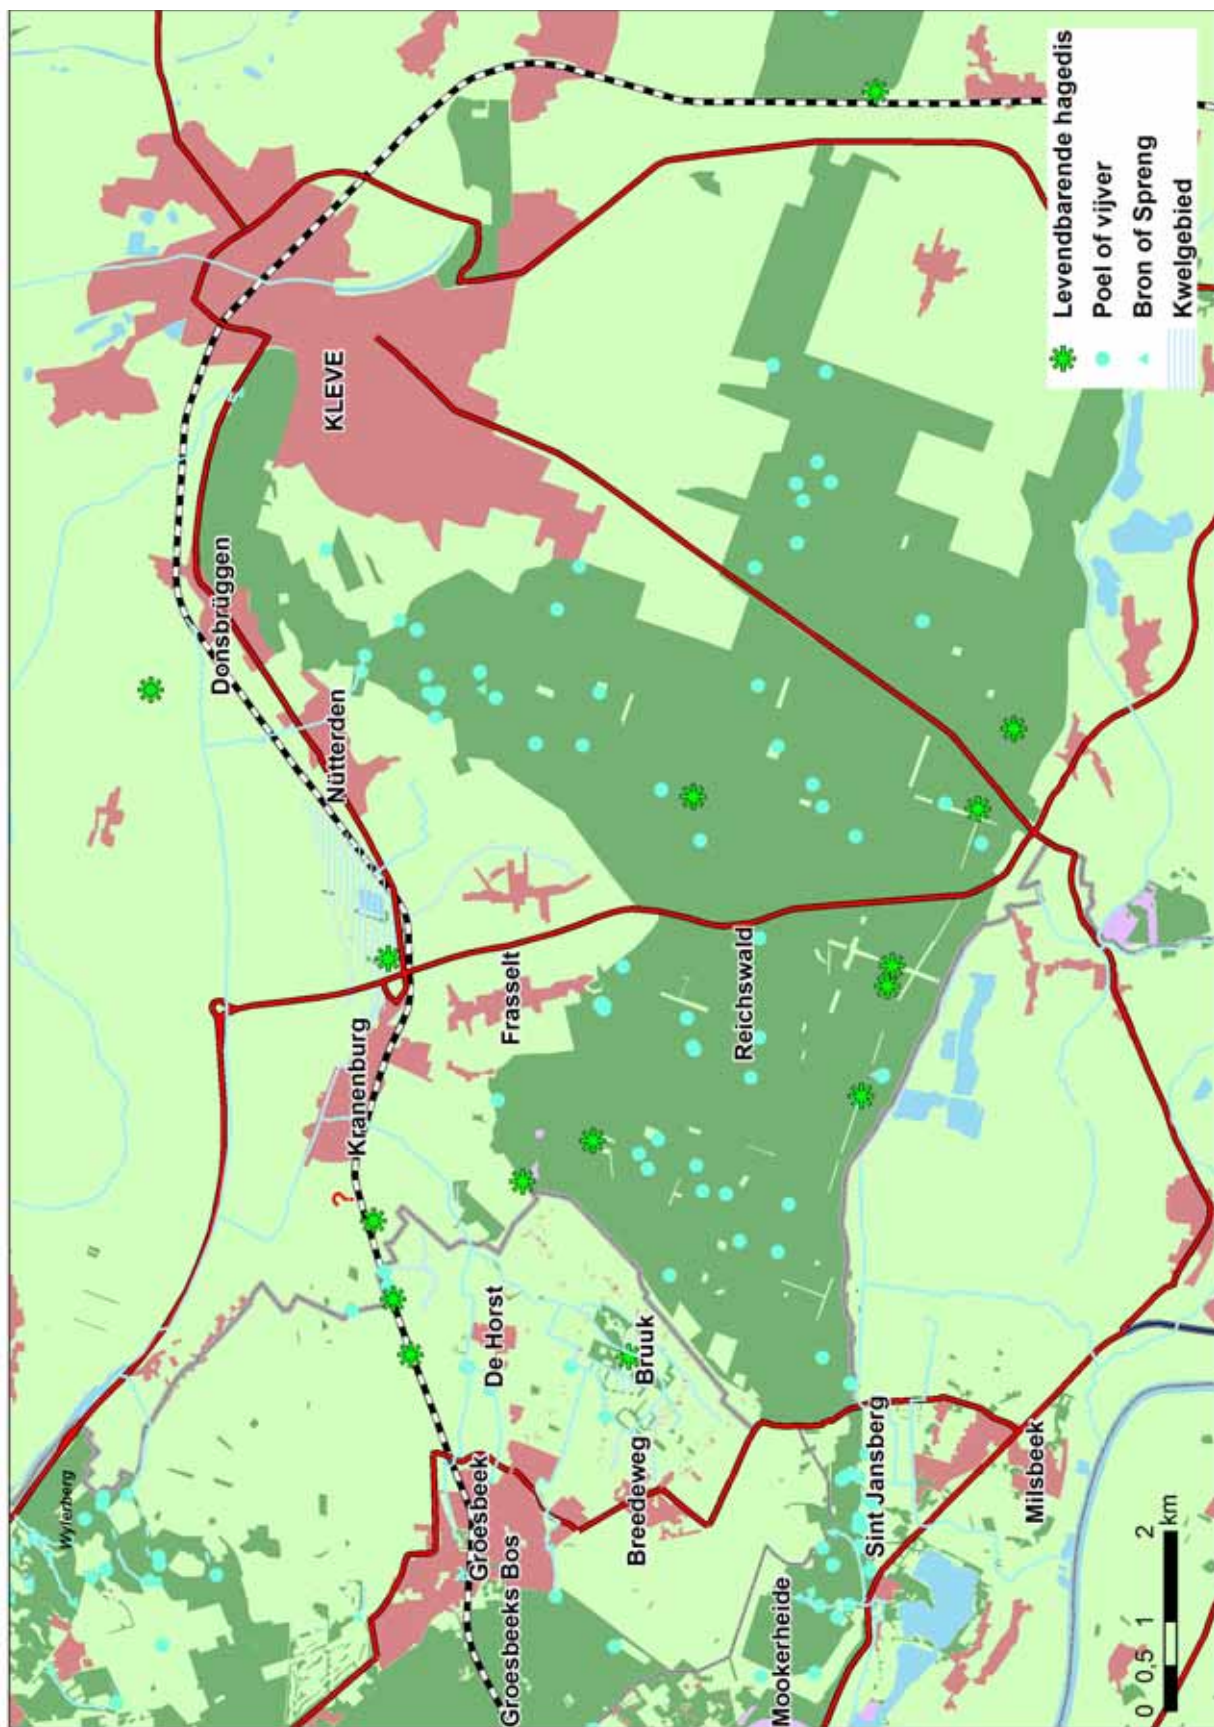 Wylerberg
Groesbeek
Groesbeeks Bos
Breedeweg
Mookerheide
Sint Jansberg
Milsbeek
De Horst
Bruuk
?
Kranenburg
Frasselt
Reichswald
Nütterden
Donsbrüggen
KLEVE
Levendbarende hagedis
Poel of vijver
Bron of Spreng
Kwelgebied
0 0,5 1 2
km